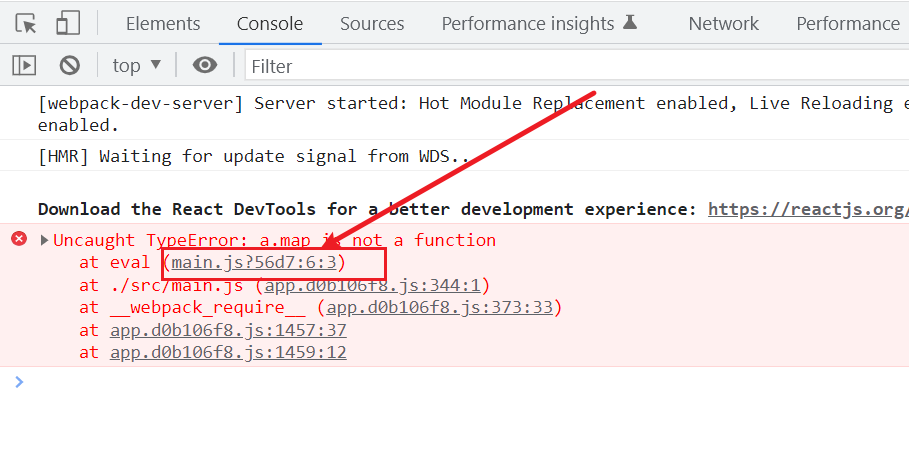 Elements Console Sources Performance insights Network Performance
top ▼ Filter
[webpack-dev-server] Server started: Hot Module Replacement enabled, Live Reloading e
enabled.
[HMR] Waiting for update signal from WDS..
Download the React DevTools for a better development experience: https://reactjs.org/
Uncaught TypeError: a.map is not a function
at eval (main.js?56d7:6:3)
at ./src/main.js (app.d0b106f8.js:344:1)
at __webpack_require__ (app.d0b106f8.js:373:33)
at app.d0b106f8.js:1457:37
at app.d0b106f8.js:1459:12